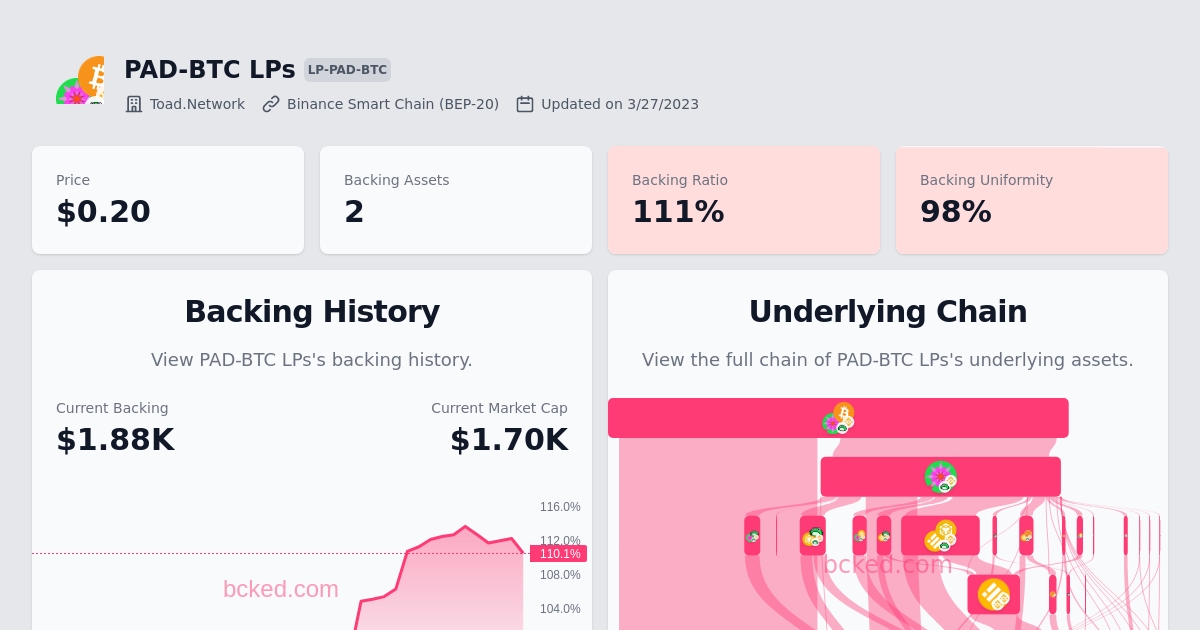 PAD-BTC LPs LP-PAD-BTC
Toad.Network Binance Smart Chain (BEP-20) Updated on 3/27/2023
Price
$0.20
Backing Assets
2
Backing Ratio
111%
Backing Uniformity
98%
Backing History
View PAD-BTC LPs's backing history.
Current Backing
$1.88K
Current Market Cap
$1.70K
116.0%
112.0%
110.1%
108.0%
104.0%
bcked.com
Underlying Chain
View the full chain of PAD-BTC LPs's underlying assets.
bcked.com